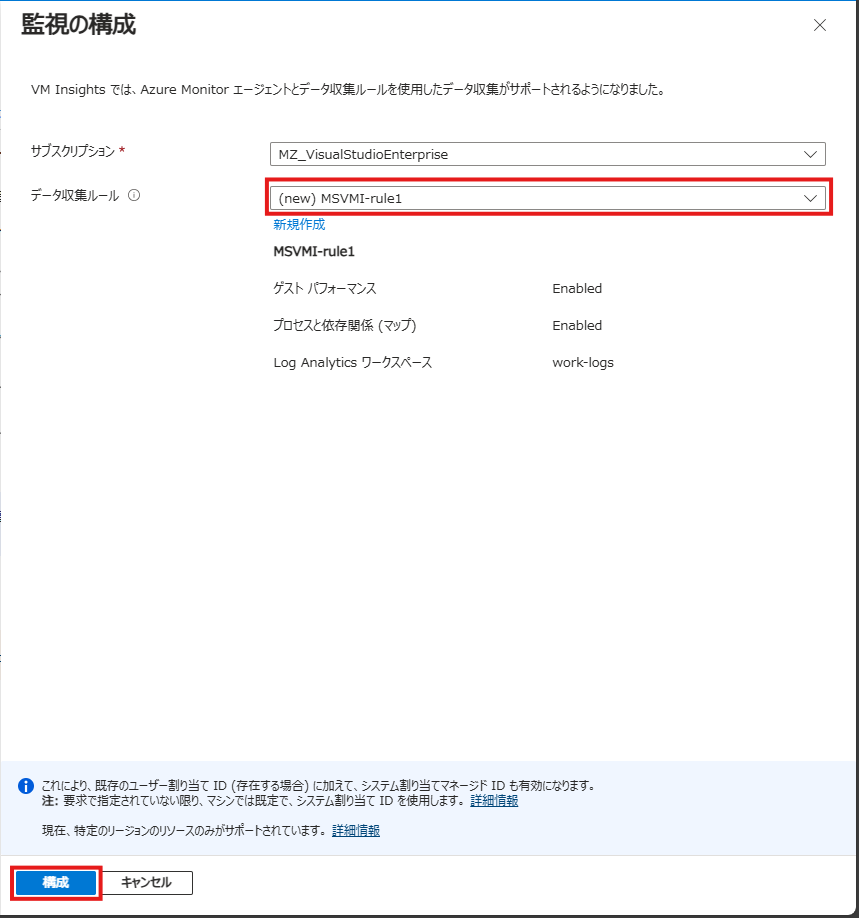 監視の構成
VM Insights では、Azure Monitor エージェントとデータ収集ルールを使用したデータ収集がサポートされるようになりました。
サブスクリプション *
MZ_VisualStudioEnterprise
データ収集ルール
(new) MSVMI-rule1
新規作成
MSVMI-rule1
ゲスト パフォーマンス Enabled
プロセスと依存関係 (マップ) Enabled
Log Analytics ワークスペース work-logs
これにより、既存のユーザー割り当て ID (存在する場合) に加えて、システム割り当てマネージド ID も有効になります。
注: 要求で指定されていない限り、マシンでは既定で、システム割り当て ID を使用します。 詳細情報
現在、特定のリージョンのリソースのみがサポートされています。 詳細情報
構成 キャンセル